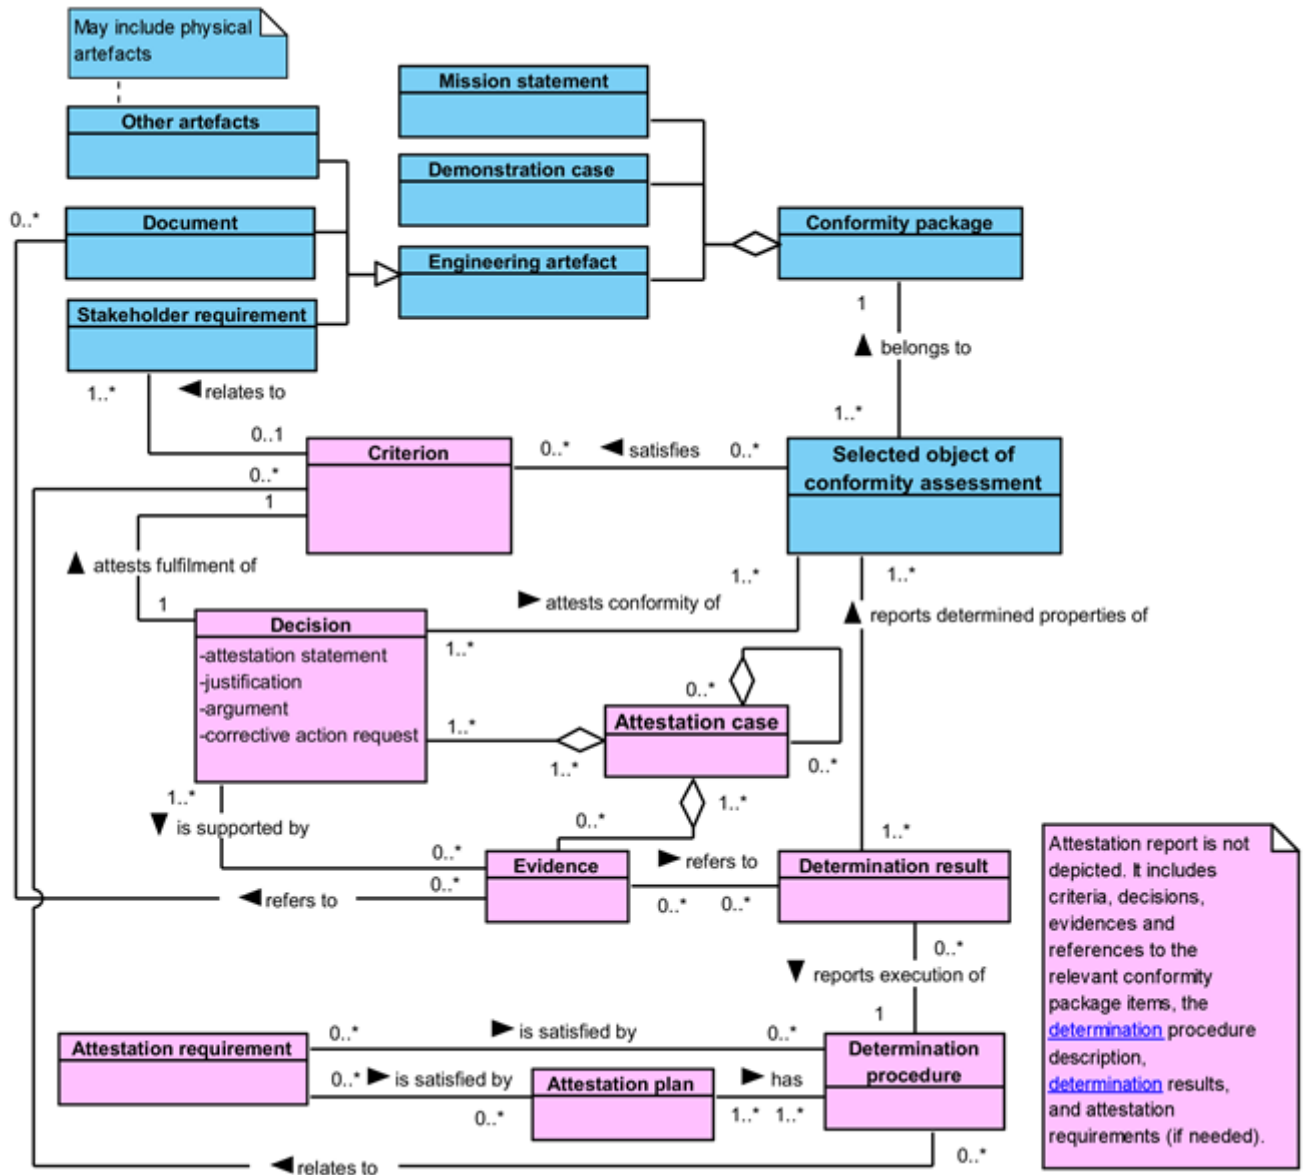 May include physical
artefacts
Mission statement
Other artefacts
Demonstration case
0..*
Document
Conformity package
Engineering artefact
Stakeholder requirement
1
◄ relates to
1..*
▲ belongs to
0..1
1..*
Criterion
0..*
◄ satisfies
0..*
Selected object of
conformity assessment
0..*
1
▲ attests fulfilment of
1..*
1..*
1
► attests conformity of
▲ reports determined properties of
Decision
1..*
-attestation statement
-justification
-argument
-corrective action request
0..*
Attestation case
1..*
1..*
0..*
1..*
1..*
▼ is supported by
0..*
1..*
0..*
Evidence
► refers to
Determination result
0..*
◄ refers to
0..*
0..*
0..*
▼ reports execution of
1
Attestation report is not
depicted. It includes
criteria, decisions,
evidences and
references to the
relevant conformity
package items, the
determination procedure
description,
determination results,
and attestation
requirements (if needed).
Attestation requirement
0..*
► is satisfied by
0..*
Determination
procedure
0..*
► is satisfied by
Attestation plan
► has
0..*
1..*
1..*
◄ relates to
0..*